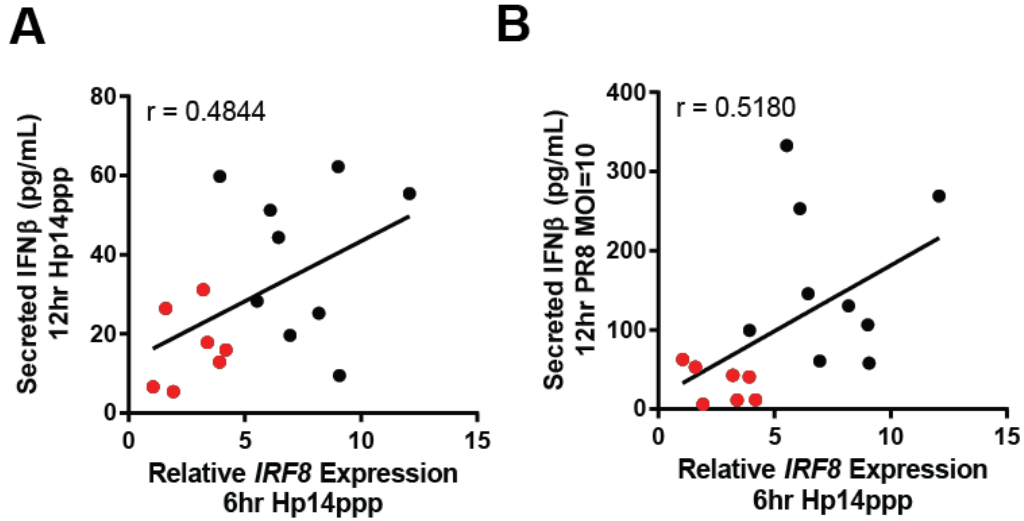 A
B
r = 0.4844
80
60
40
20
0
0
5
10
15
Secreted IFNβ (pg/mL)
12hr Hp14ppp
Relative IRF8 Expression
6hr Hp14ppp
r = 0.5180
400
300
200
100
0
0
5
10
15
Secreted IFNβ (pg/mL)
12hr PR8 MOI=10
Relative IRF8 Expression
6hr Hp14ppp